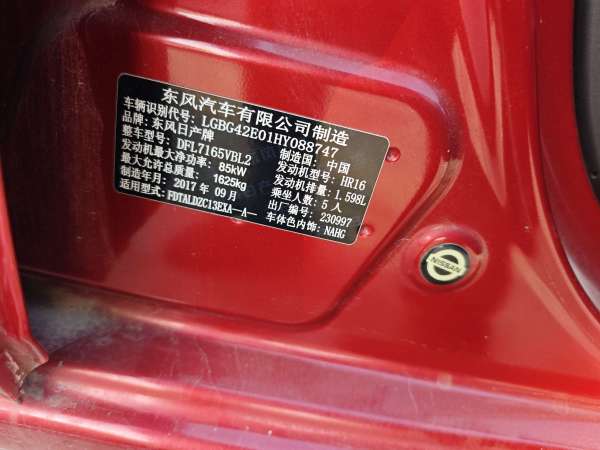 东风汽车有限公司制造
车辆识别代号: LGBG42E01HY088747
品牌: 东风日产牌 制造国: 中国
整车型号: DFL7165VBL2 发动机型号: HR16
发动机最大净功率: 85kW 发动机排量: 1.598L
最大允许总质量: 1625kg 乘坐人数: 5 人
制造年月: 2017 年 09 月 出厂编号: 230997
适用型式: FDTALDZC13EXA--A-- 车体色内饰: NAHG
NISSAN